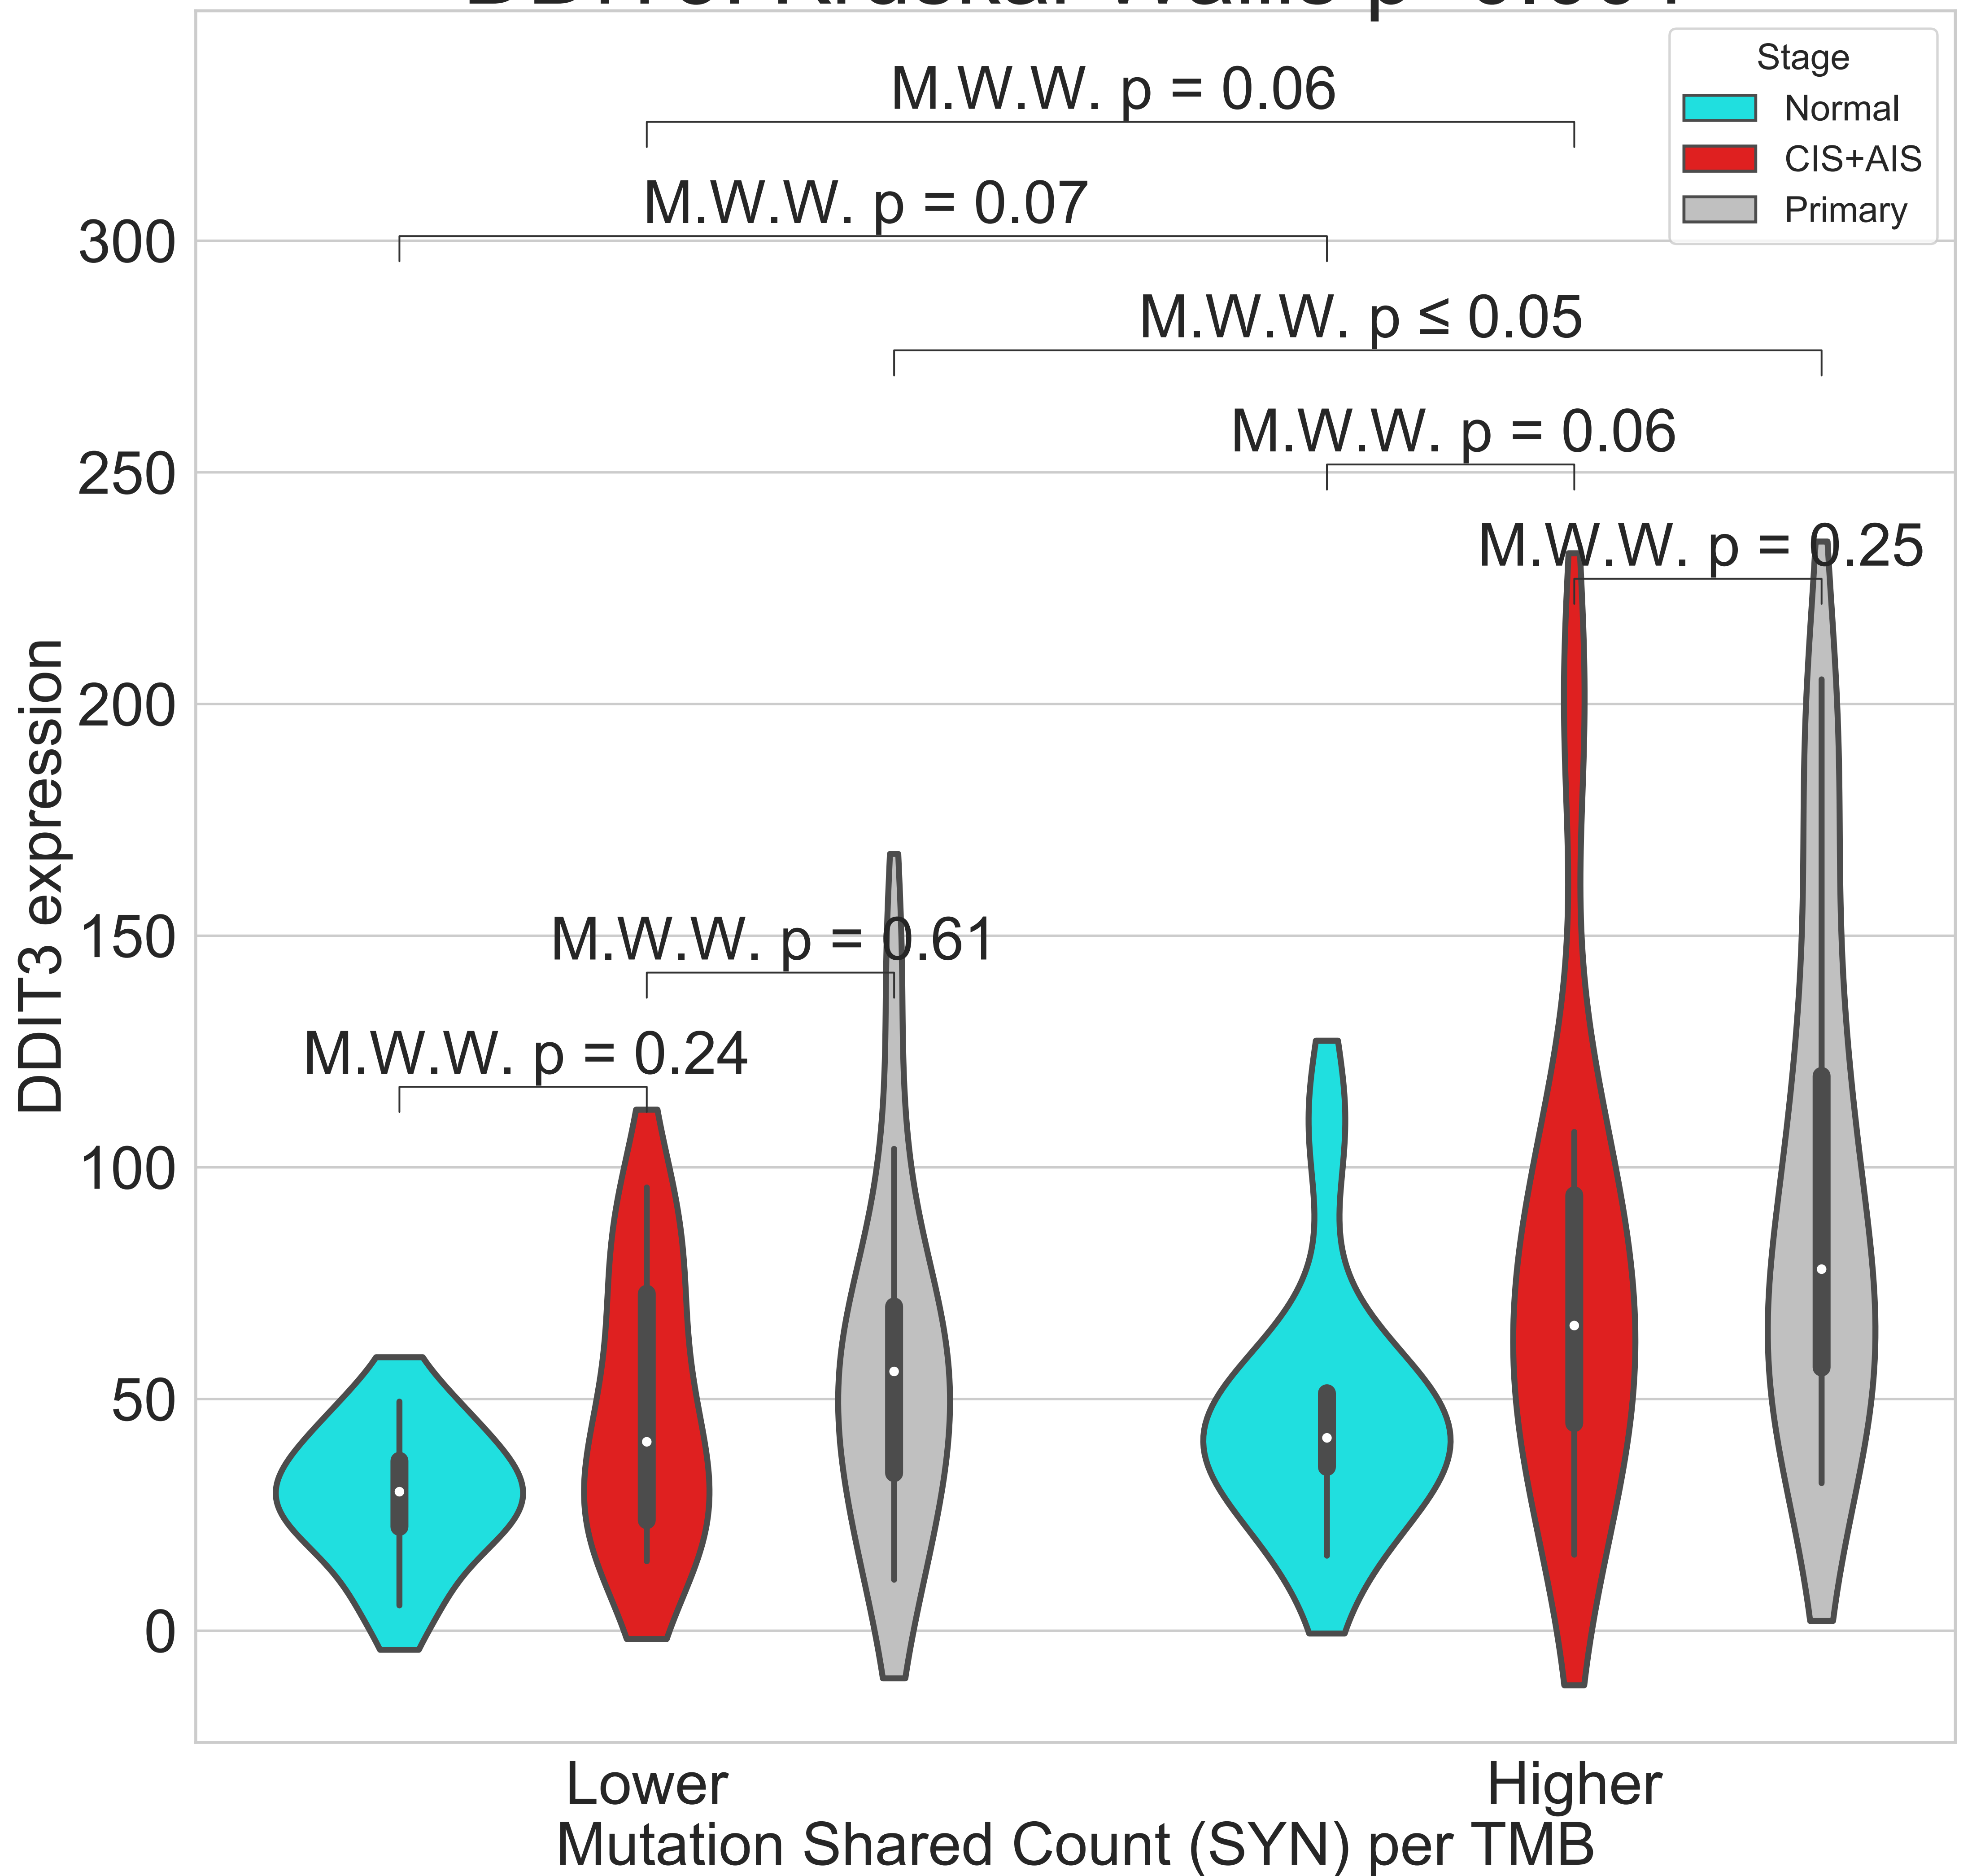 Stage
Normal
CIS+AIS
Primary
M.W.W. p = 0.06
M.W.W. p = 0.07
M.W.W. p ≤ 0.05
M.W.W. p = 0.06
M.W.W. p = 0.25
M.W.W. p = 0.61
M.W.W. p = 0.24
300
250
200
150
100
50
0
DDIT3 expression
Lower
Higher
Mutation Shared Count (SYN) per TMB